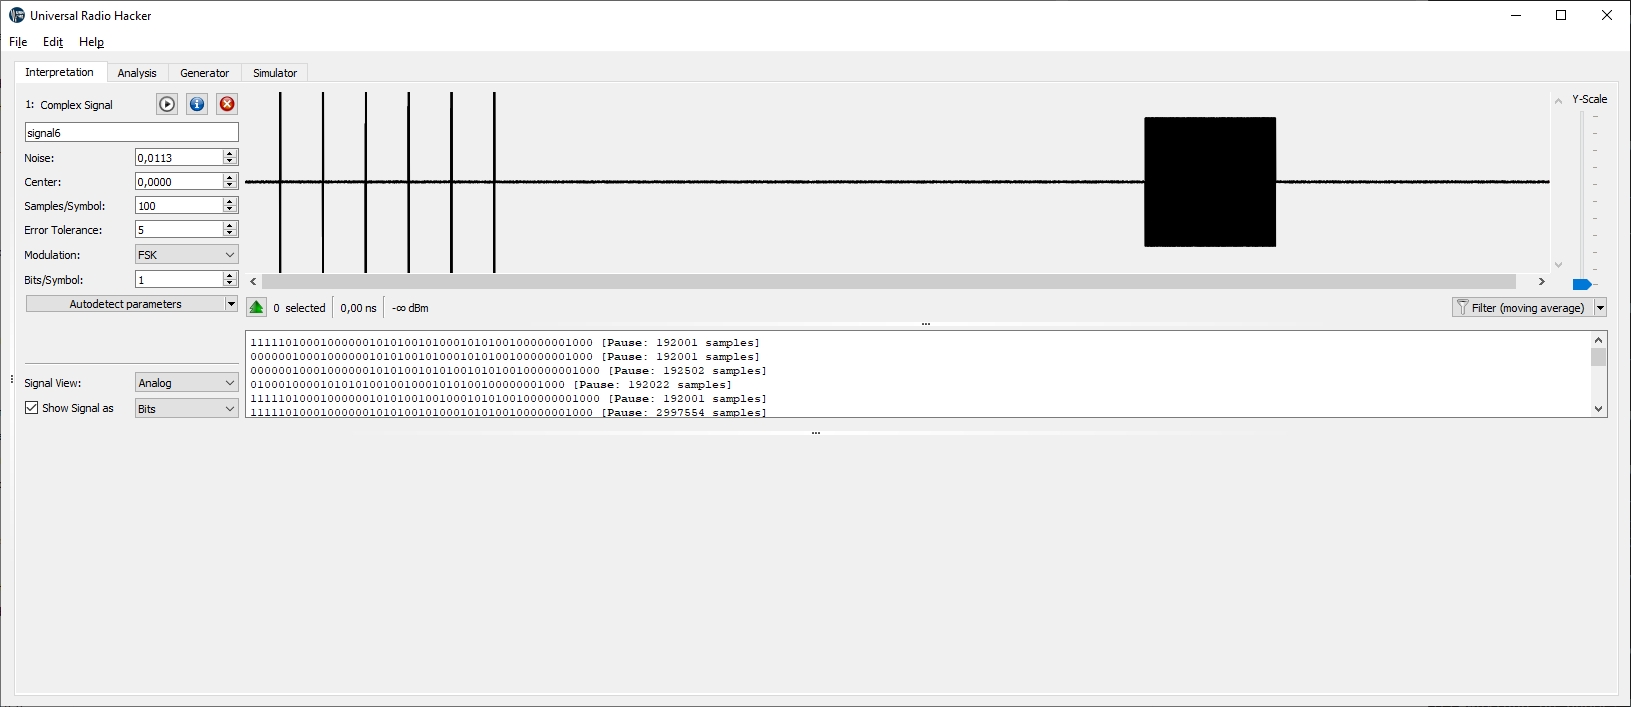 Universal Radio Hacker
File Edit Help
Interpretation Analysis Generator Simulator
1: Complex Signal
signal6
Noise: 0,0113
Center: 0,0000
Samples/Symbol: 100
Error Tolerance: 5
Modulation: FSK
Bits/Symbol: 1
Autodetect parameters
Y-Scale
0 selected 0,00 ns -∞ dBm
Filter (moving average)
1111101000100000010101001010001010100100000001000 [Pause: 192001 samples]
0000001000100000010101001010001010100100000001000 [Pause: 192001 samples]
00000010001000000101010010101001010100100000001000 [Pause: 192502 samples]
[Pause: 192022 samples]
11111010001000000101010010010001010100100000001000 [Pause: 192001 samples]
1111101000100000010101001010001010100100000001000 [Pause: 2997554 samples]
Signal View: Analog
Show Signal as Bits